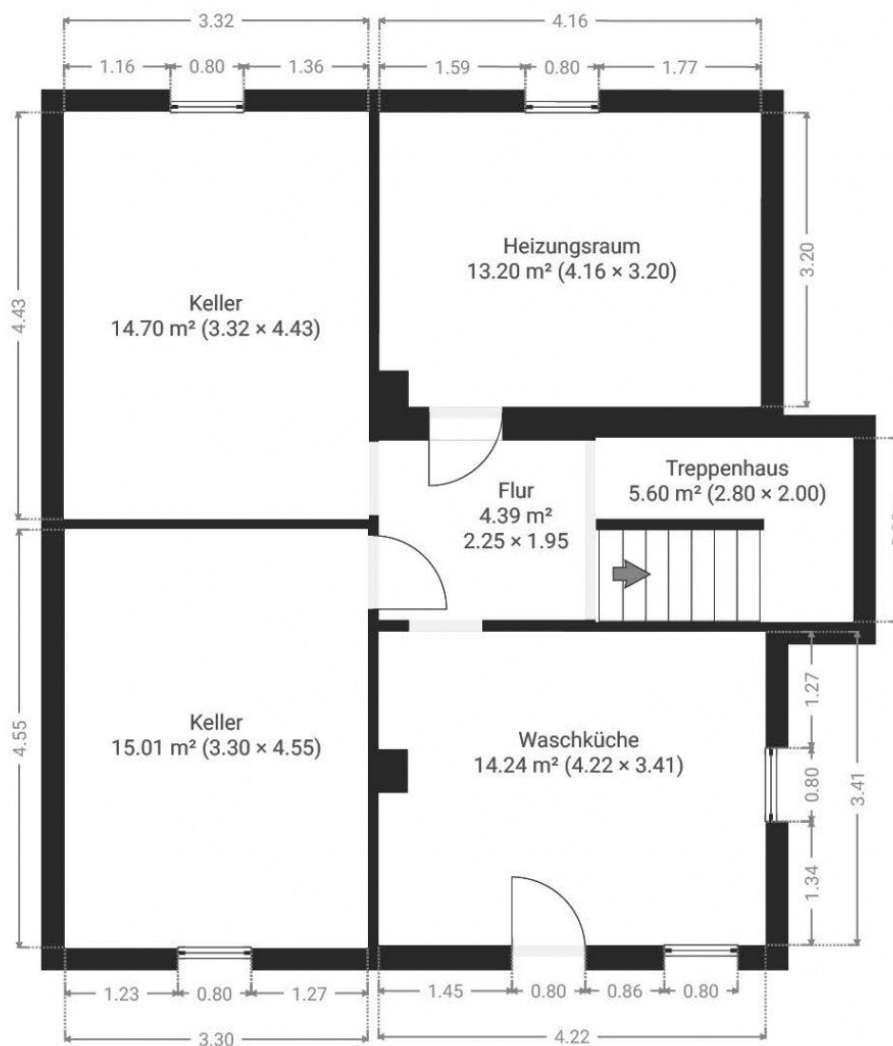 3.32
4.16
1.16
0.80
1.36
1.59
0.80
1.77
Heizungsraum
13.20 m² (4.16 × 3.20)
3.20
Keller
14.70 m² (3.32 × 4.43)
4.43
Treppenhaus
5.60 m² (2.80 × 2.00)
Flur
4.39 m²
2.25 × 1.95
1.27
Keller
15.01 m² (3.30 × 4.55)
4.55
Waschküche
14.24 m² (4.22 × 3.41)
0.80
3.41
1.34
1.23
0.80
1.27
1.45
0.80
0.86
0.80
3.30
4.22